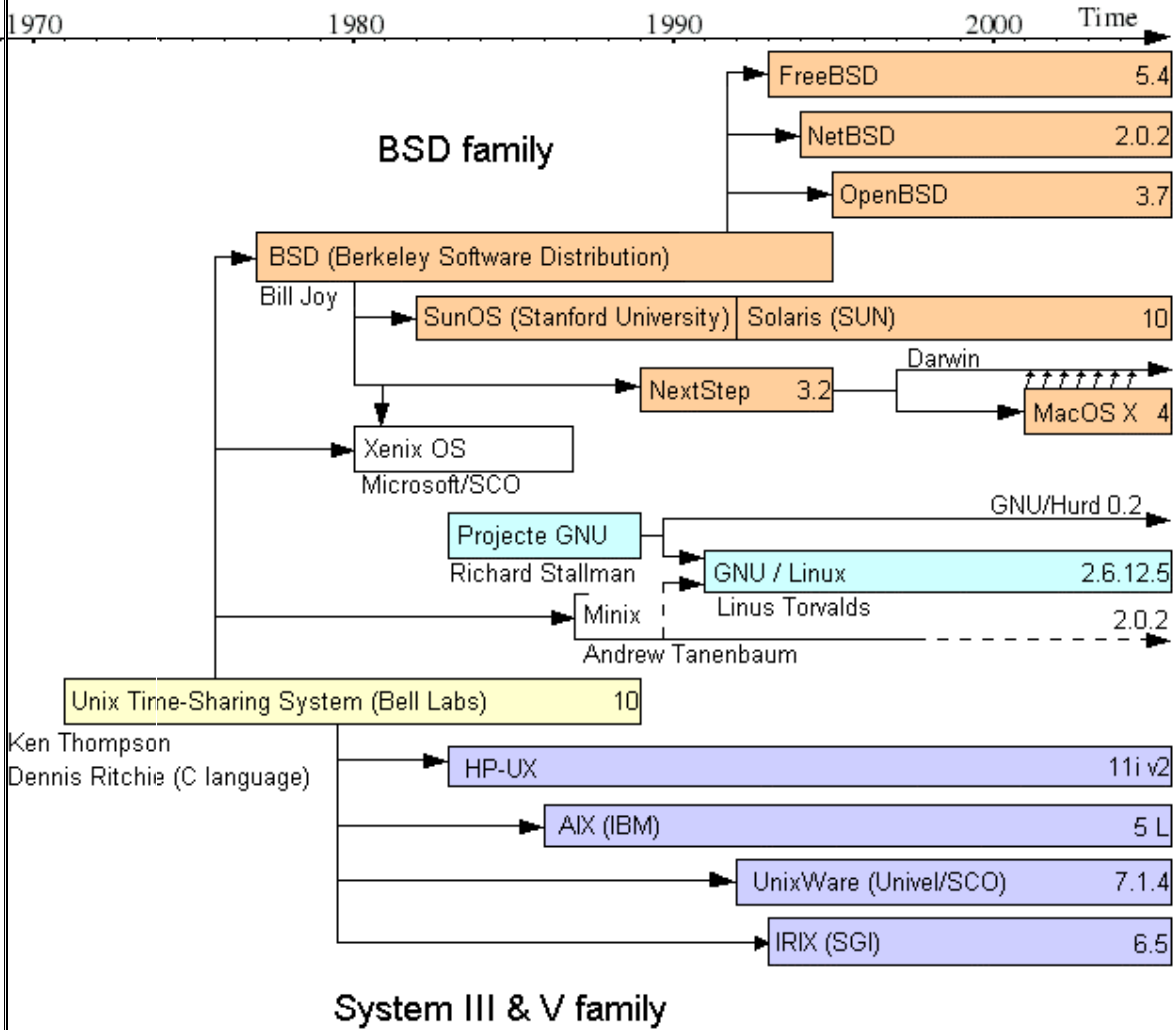 1970 1980 1990 2000 Time
FreeBSD 5.4
BSD family
NetBSD 2.0.2
OpenBSD 3.7
BSD (Berkeley Software Distribution)
Bill Joy
SunOS (Stanford University) Solaris (SUN) 10
Darwin
NextStep 3.2
MacOS X 4
Xenix OS
Microsoft/SCO
GNU/Hurd 0.2
Projecte GNU
Richard Stallman
GNU / Linux 2.6.12.5
Linus Torvalds
Minix 2.0.2
Andrew Tanenbaum
Unix Time-Sharing System (Bell Labs) 10
Ken Thompson
Dennis Ritchie (C language)
HP-UX 11i v2
AIX (IBM) 5 L
UnixWare (Univel/SCO) 7.1.4
IRIX (SGI) 6.5
System III & V family